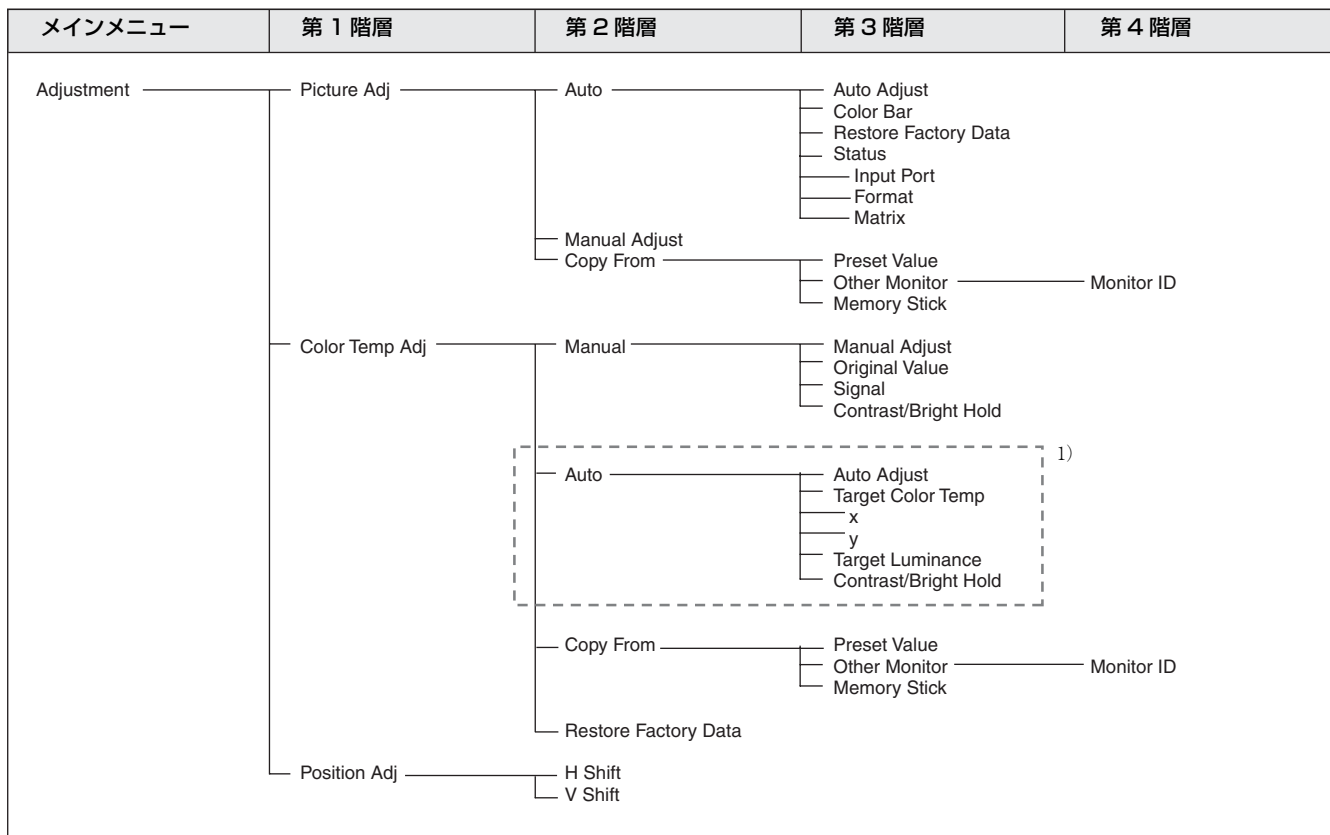 メインメニュー 第1階層 第2階層 第3階層 第4階層
Adjustment Picture Adj Auto Auto Adjust
Color Bar
Restore Factory Data
Status
Input Port
Format
Matrix
Manual Adjust
Copy From Preset Value
Other Monitor Monitor ID
Memory Stick
Color Temp Adj Manual Manual Adjust
Original Value
Signal
Contrast/Bright Hold
1)
Auto Auto Adjust
Target Color Temp
x
y
Target Luminance
Contrast/Bright Hold
Copy From Preset Value
Other Monitor Monitor ID
Memory Stick
Restore Factory Data
Position Adj H Shift
V Shift